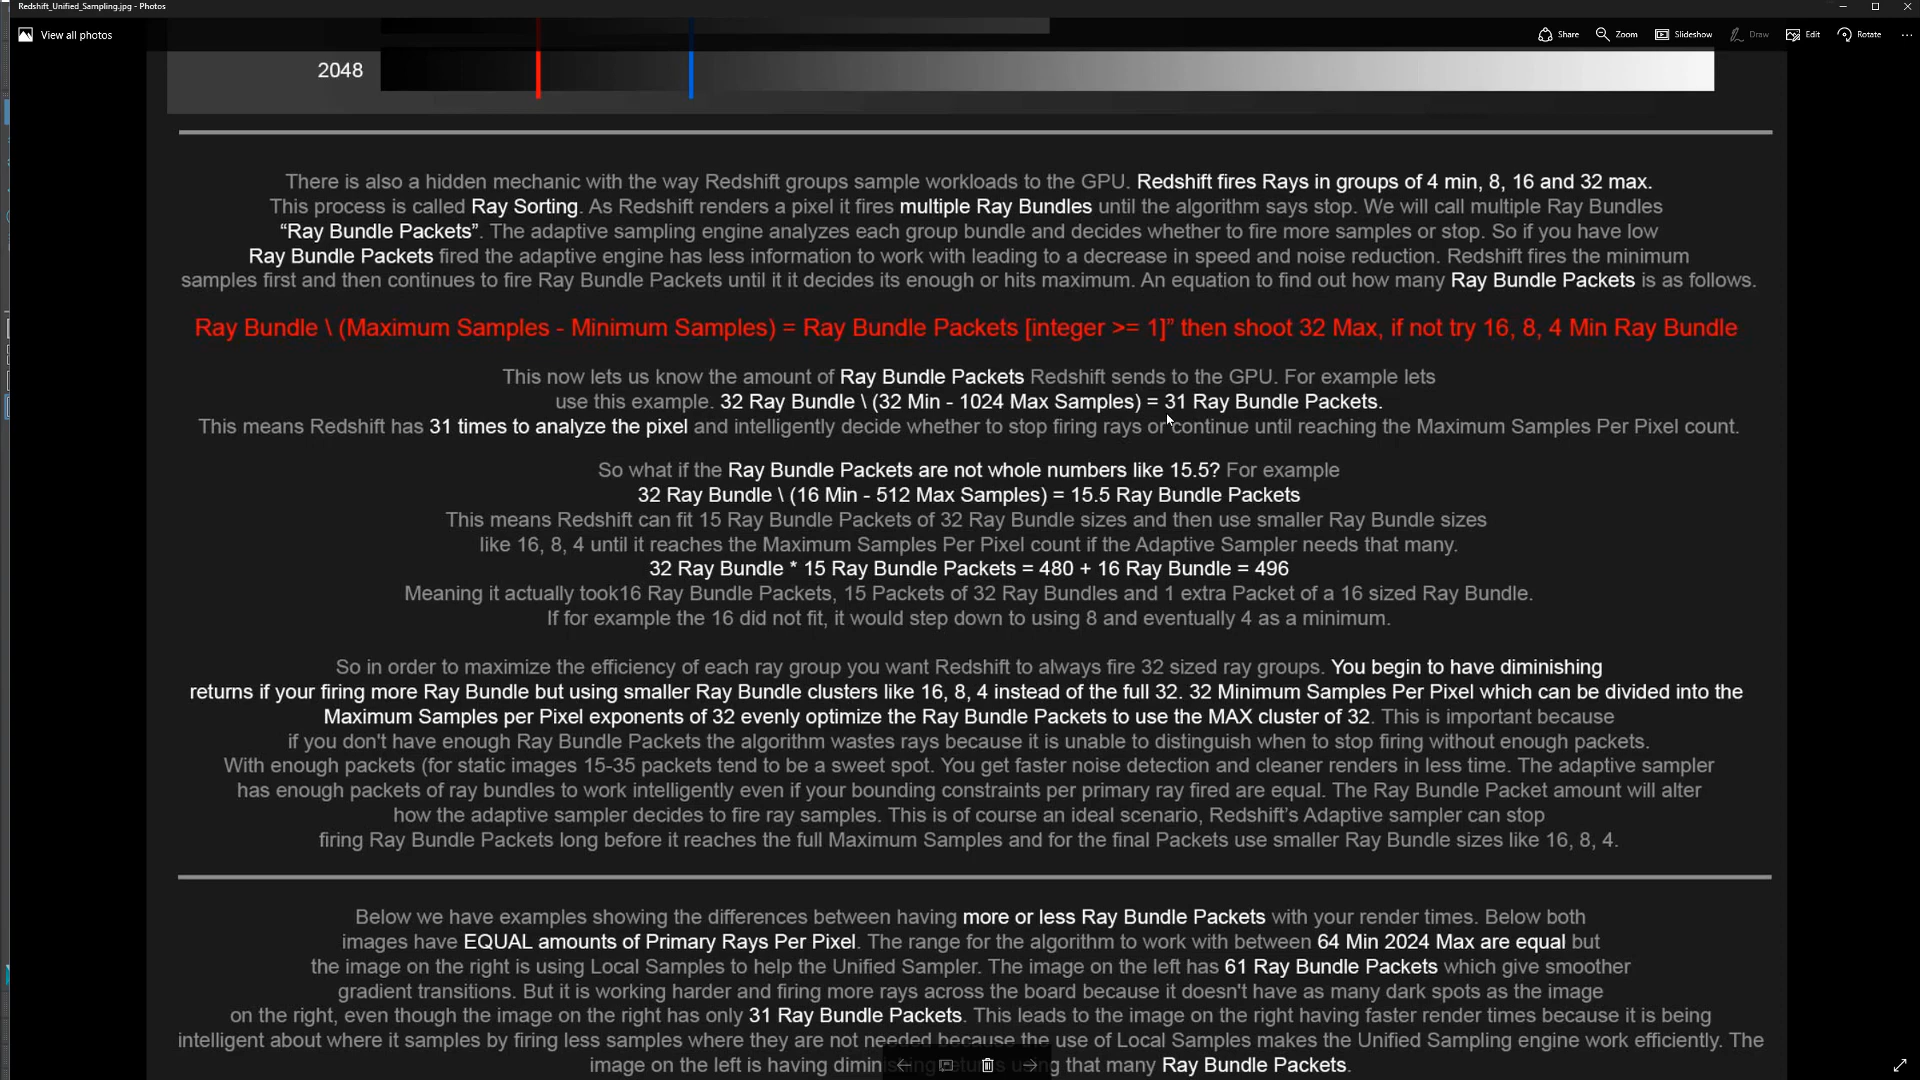 Redshift_Unified_Sampling.jpg - Photos
View all photos
Share
Zoom
Slideshow
Draw
Edit
Rotate
2048
There is also a hidden mechanic with the way Redshift groups sample workloads to the GPU. Redshift fires Rays in groups of 4 min, 8, 16 and 32 max.
This process is called Ray Sorting. As Redshift renders a pixel it fires multiple Ray Bundles until the algorithm says stop. We will call multiple Ray Bundles
“Ray Bundle Packets”. The adaptive sampling engine analyzes each group bundle and decides whether to fire more samples or stop. So if you have low
Ray Bundle Packets fired the adaptive engine has less information to work with leading to a decrease in speed and noise reduction. Redshift fires the minimum
samples first and then continues to fire Ray Bundle Packets until it it decides its enough or hits maximum. An equation to find out how many Ray Bundle Packets is as follows.
Ray Bundle \ (Maximum Samples - Minimum Samples) = Ray Bundle Packets [integer >= 1]” then shoot 32 Max, if not try 16, 8, 4 Min Ray Bundle
This now lets us know the amount of Ray Bundle Packets Redshift sends to the GPU. For example lets
use this example. 32 Ray Bundle \ (32 Min - 1024 Max Samples) = 31 Ray Bundle Packets.
This means Redshift has 31 times to analyze the pixel and intelligently decide whether to stop firing rays or continue until reaching the Maximum Samples Per Pixel count.
So what if the Ray Bundle Packets are not whole numbers like 15.5? For example
32 Ray Bundle \ (16 Min - 512 Max Samples) = 15.5 Ray Bundle Packets
This means Redshift can fit 15 Ray Bundle Packets of 32 Ray Bundle sizes and then use smaller Ray Bundle sizes
like 16, 8, 4 until it reaches the Maximum Samples Per Pixel count if the Adaptive Sampler needs that many.
32 Ray Bundle * 15 Ray Bundle Packets = 480 + 16 Ray Bundle = 496
Meaning it actually took16 Ray Bundle Packets, 15 Packets of 32 Ray Bundles and 1 extra Packet of a 16 sized Ray Bundle.
If for example the 16 did not fit, it would step down to using 8 and eventually 4 as a minimum.
So in order to maximize the efficiency of each ray group you want Redshift to always fire 32 sized ray groups. You begin to have diminishing
returns if your firing more Ray Bundle but using smaller Ray Bundle clusters like 16, 8, 4 instead of the full 32. 32 Minimum Samples Per Pixel which can be divided into the
Maximum Samples per Pixel exponents of 32 evenly optimize the Ray Bundle Packets to use the MAX cluster of 32. This is important because
if you don't have enough Ray Bundle Packets the algorithm wastes rays because it is unable to distinguish when to stop firing without enough packets.
With enough packets (for static images 15-35 packets tend to be a sweet spot. You get faster noise detection and cleaner renders in less time. The adaptive sampler
has enough packets of ray bundles to work intelligently even if your bounding constraints per primary ray fired are equal. The Ray Bundle Packet amount will alter
how the adaptive sampler decides to fire ray samples. This is of course an ideal scenario, Redshift's Adaptive sampler can stop
firing Ray Bundle Packets long before it reaches the full Maximum Samples and for the final Packets use smaller Ray Bundle sizes like 16, 8, 4.
Below we have examples showing the differences between having more or less Ray Bundle Packets with your render times. Below both
images have EQUAL amounts of Primary Rays Per Pixel. The range for the algorithm to work with between 64 Min 2024 Max are equal but
the image on the right is using Local Samples to help the Unified Sampler. The image on the left has 61 Ray Bundle Packets which give smoother
gradient transitions. But it is working harder and firing more rays across the board because it doesn't have as many dark spots as the image
on the right, even though the image on the right has only 31 Ray Bundle Packets. This leads to the image on the right having faster render times because it is being
intelligent about where it samples by firing less samples where they are not needed because the use of Local Samples makes the Unified Sampling engine work efficiently. The
image on the left is having diminishing returns using that many Ray Bundle Packets.